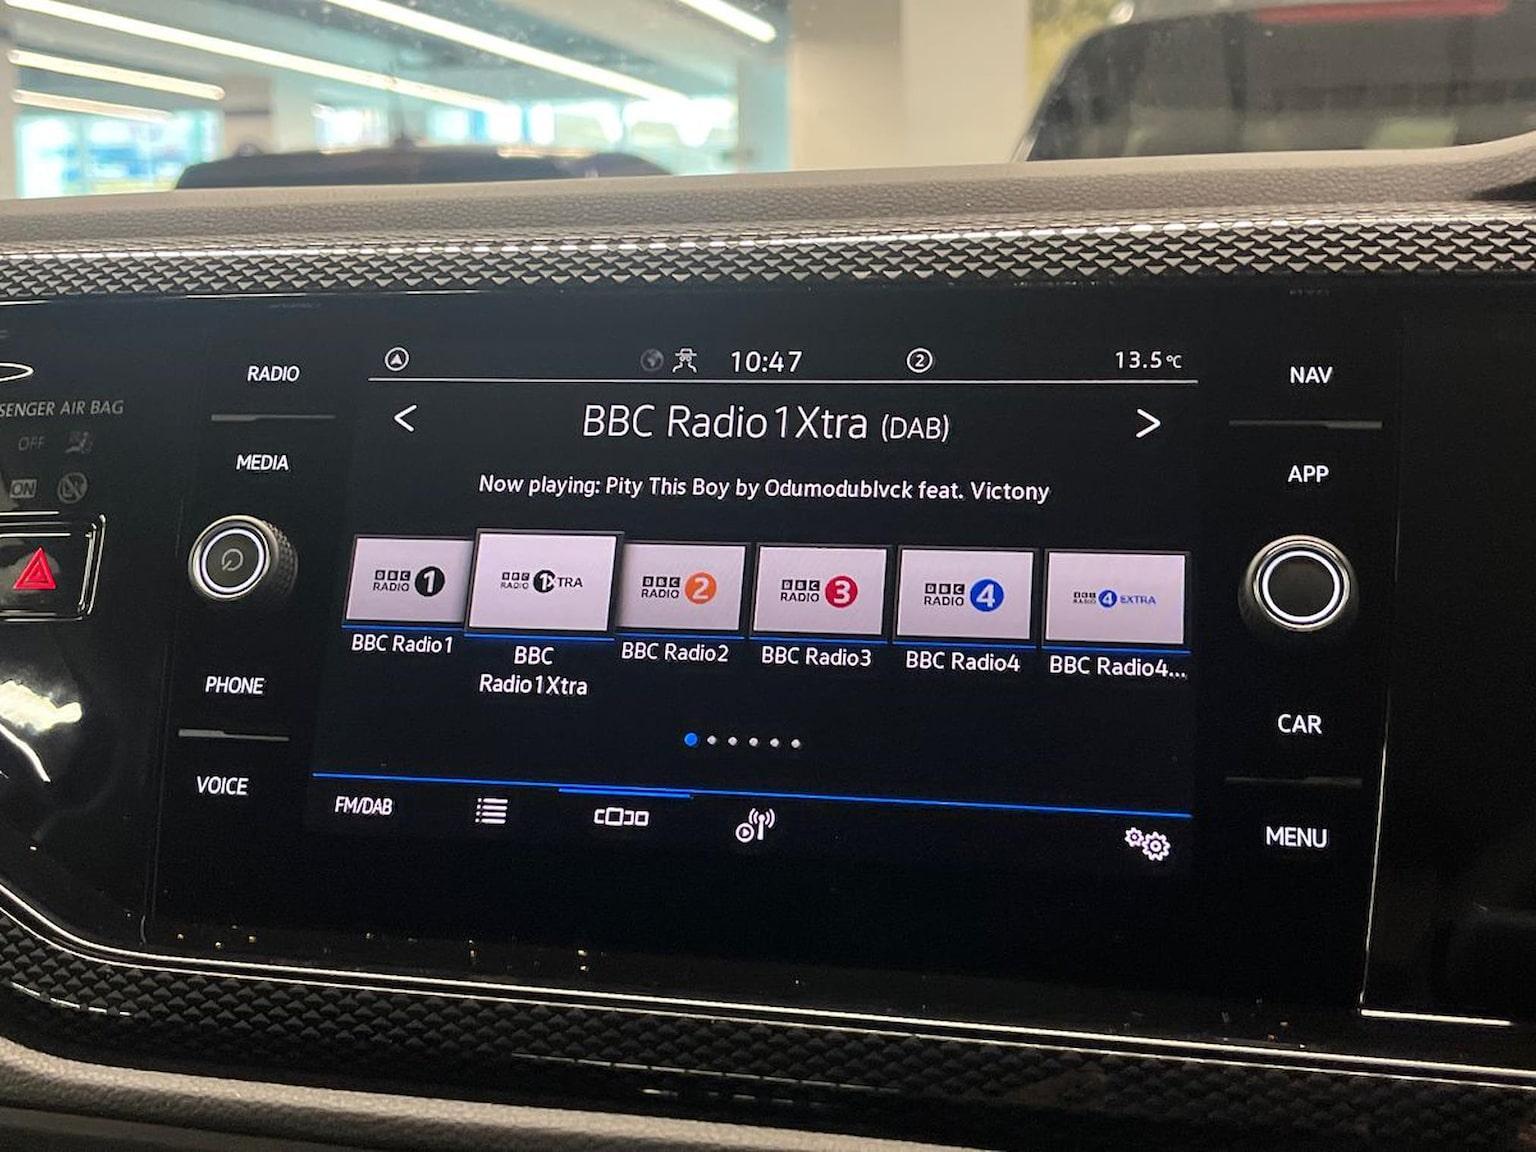 RADIO
10:47
2
13.5°C
NAV
SENGER AIR BAG
OFF
ON
MEDIA
< BBC Radio1Xtra (DAB) >
APP
Now playing: Pity This Boy by Odumodublvck feat. Victony
BBC RADIO 1
BBC RADIO 1XTRA
BBC RADIO 2
BBC RADIO 3
BBC RADIO 4
BBC RADIO 4 EXTRA
BBC Radio1
BBC Radio1Xtra
BBC Radio2
BBC Radio3
BBC Radio4
BBC Radio4...
PHONE
CAR
VOICE
FM/DAB
MENU